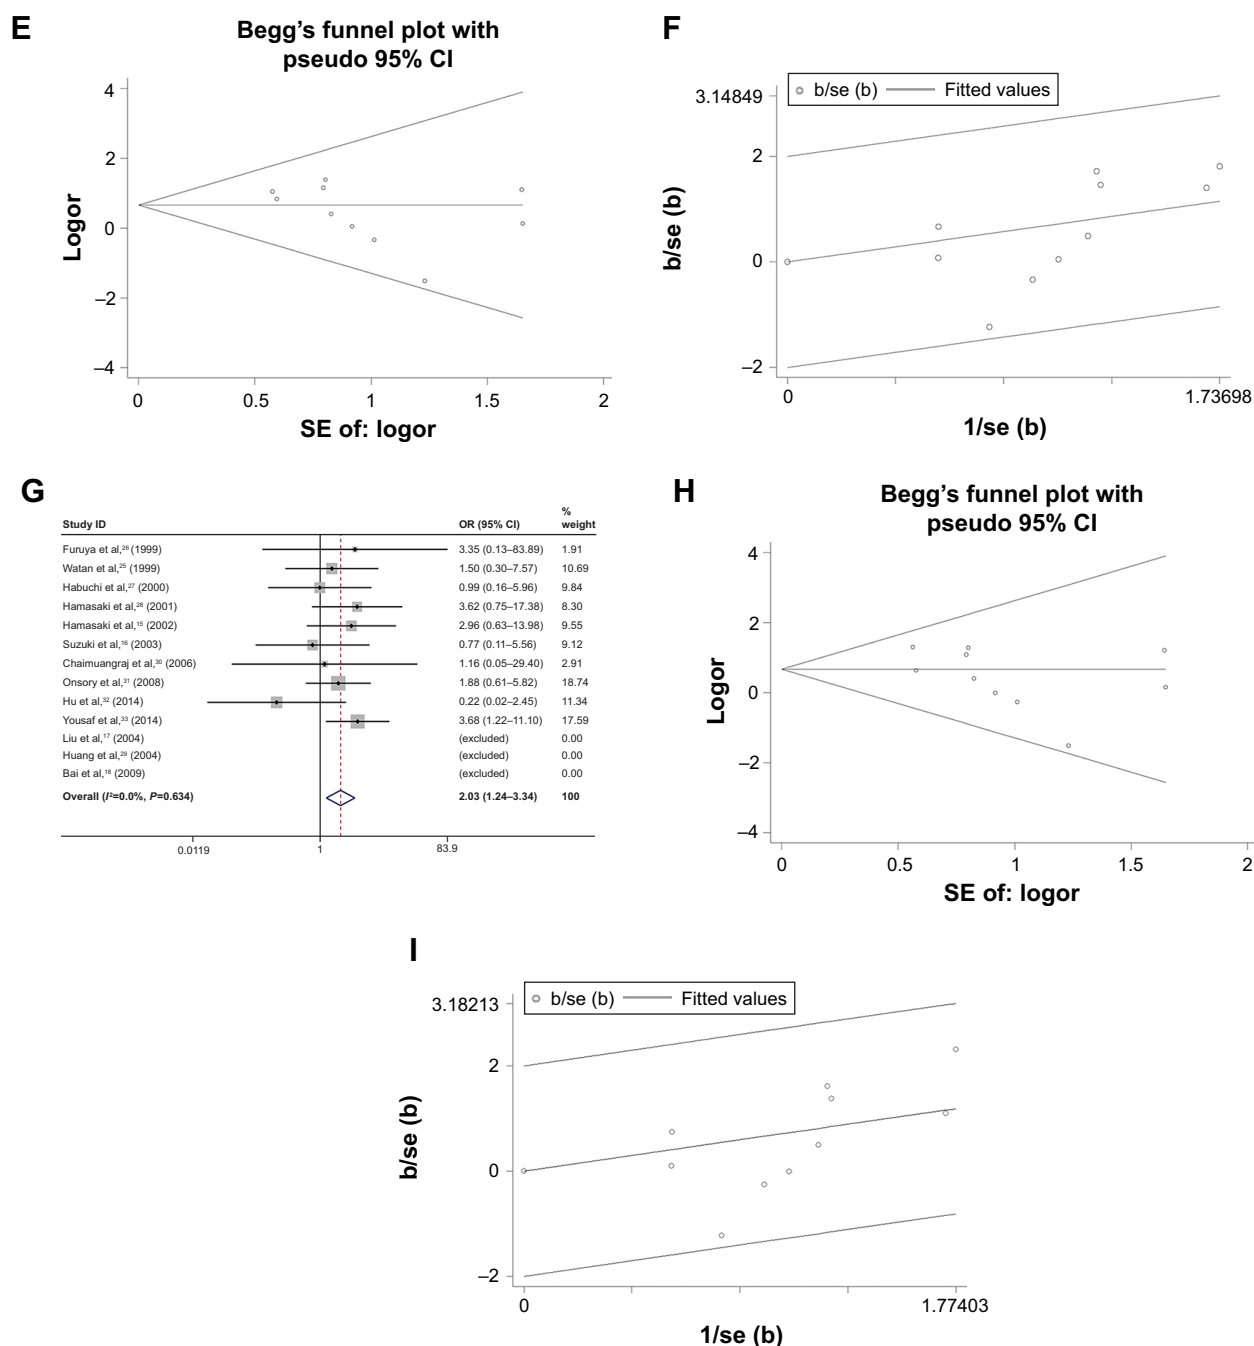 E
Begg’s funnel plot with
pseudo 95% CI
4
2
0
–2
–4
Logor
0 0.5 1 1.5 2
SE of: logor
F
b/se (b) Fitted values
3.14849
2
0
–2
b/se (b)
0 1.73698
1/se (b)
G
Study ID OR (95% CI) % weight
Furuya et al,²⁶ (1999) 3.35 (0.13–83.89) 1.91
Watan et al,²⁵ (1999) 1.50 (0.30–7.57) 10.69
Habuchi et al,²⁷ (2000) 0.99 (0.16–5.96) 9.84
Hamasaki et al,²⁸ (2001) 3.62 (0.75–17.38) 8.30
Hamasaki et al,¹⁵ (2002) 2.96 (0.63–13.98) 9.55
Suzuki et al,¹⁶ (2003) 0.77 (0.11–5.56) 9.12
Chaimuangraj et al,³⁰ (2006) 1.16 (0.05–29.40) 2.91
Onsory et al,³¹ (2008) 1.88 (0.61–5.82) 18.74
Hu et al,³² (2014) 0.22 (0.02–2.45) 11.34
Yousaf et al,³³ (2014) 3.68 (1.22–11.10) 17.59
Liu et al,¹⁷ (2004) (excluded) 0.00
Huang et al,²⁹ (2004) (excluded) 0.00
Bai et al,¹⁸ (2009) (excluded) 0.00
Overall (I²=0.0%, P=0.634) 2.03 (1.24–3.34) 100
0.0119 1 83.9
H
Begg’s funnel plot with
pseudo 95% CI
4
2
0
–2
–4
Logor
0 0.5 1 1.5 2
SE of: logor
I
b/se (b) Fitted values
3.18213
2
0
–2
b/se (b)
0 1.77403
1/se (b)